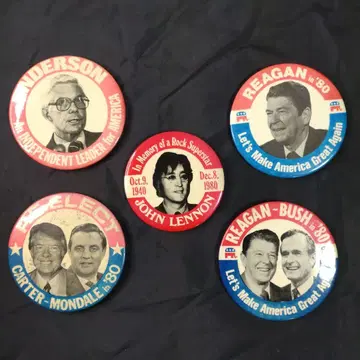 ANDERSON
An INDEPENDENT LEADER for AMERICA
REAGAN in '80
Let's Make America Great Again
In Memory of a Rock Superstar
Oct.9,
1940
Dec.8,
1980
JOHN LENNON
RE-ELECT
CARTER-MONDALE in '80
REAGAN-BUSH in '80
Let's Make America Great Again